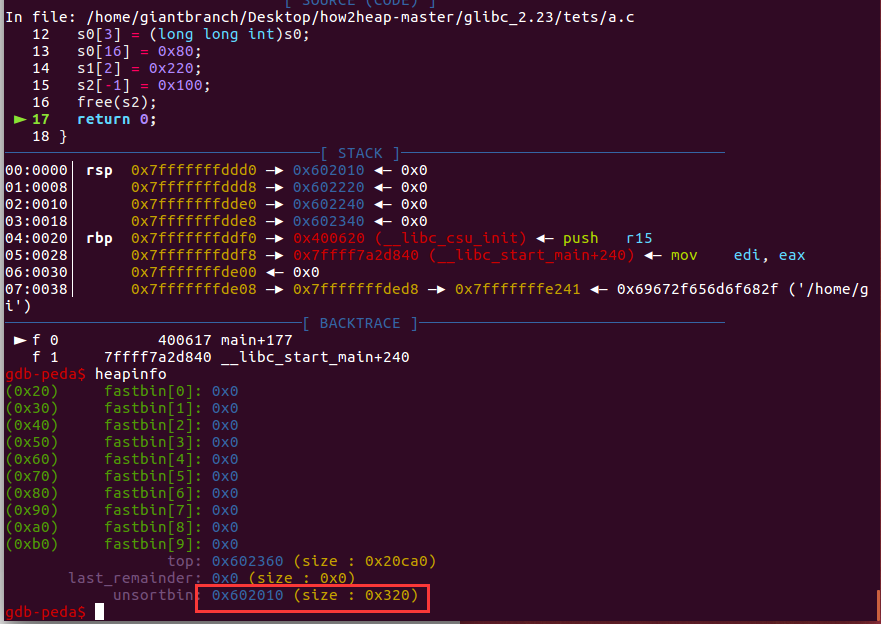 [ SOURCE (CODE) ]
In file: /home/giantbranch/Desktop/how2heap-master/glibc_2.23/tets/a.c
12   s0[3] = (long long int)s0;
13   s0[16] = 0x80;
14   s1[2] = 0x220;
15   s2[-1] = 0x100;
16   free(s2);
► 17   return 0;
18 }
[ STACK ]
00:0000│ rsp  0x7fffffffddd0 —▸ 0x602010 ◂— 0x0
01:0008│      0x7fffffffddd8 —▸ 0x602220 ◂— 0x0
02:0010│      0x7fffffffdde0 —▸ 0x602240 ◂— 0x0
03:0018│      0x7fffffffdde8 —▸ 0x602340 ◂— 0x0
04:0020│ rbp  0x7fffffffddf0 —▸ 0x400620 (__libc_csu_init) ◂— push   r15
05:0028│      0x7fffffffddf8 —▸ 0x7ffff7a2d840 (__libc_start_main+240) ◂— mov    edi, eax
06:0030│      0x7fffffffde00 ◂— 0x0
07:0038│      0x7fffffffde08 —▸ 0x7fffffffded8 —▸ 0x7fffffffe241 ◂— 0x69672f656d6f682f ('/home/g
i')
[ BACKTRACE ]
► f 0           400617 main+177
f 1     7ffff7a2d840 __libc_start_main+240
gdb-peda$ heapinfo
(0x20)     fastbin[0]: 0x0
(0x30)     fastbin[1]: 0x0
(0x40)     fastbin[2]: 0x0
(0x50)     fastbin[3]: 0x0
(0x60)     fastbin[4]: 0x0
(0x70)     fastbin[5]: 0x0
(0x80)     fastbin[6]: 0x0
(0x90)     fastbin[7]: 0x0
(0xa0)     fastbin[8]: 0x0
(0xb0)     fastbin[9]: 0x0
top: 0x602360 (size : 0x20ca0)
last_remainder: 0x0 (size : 0x0)
unsortbin: 0x602010 (size : 0x320)
gdb-peda$